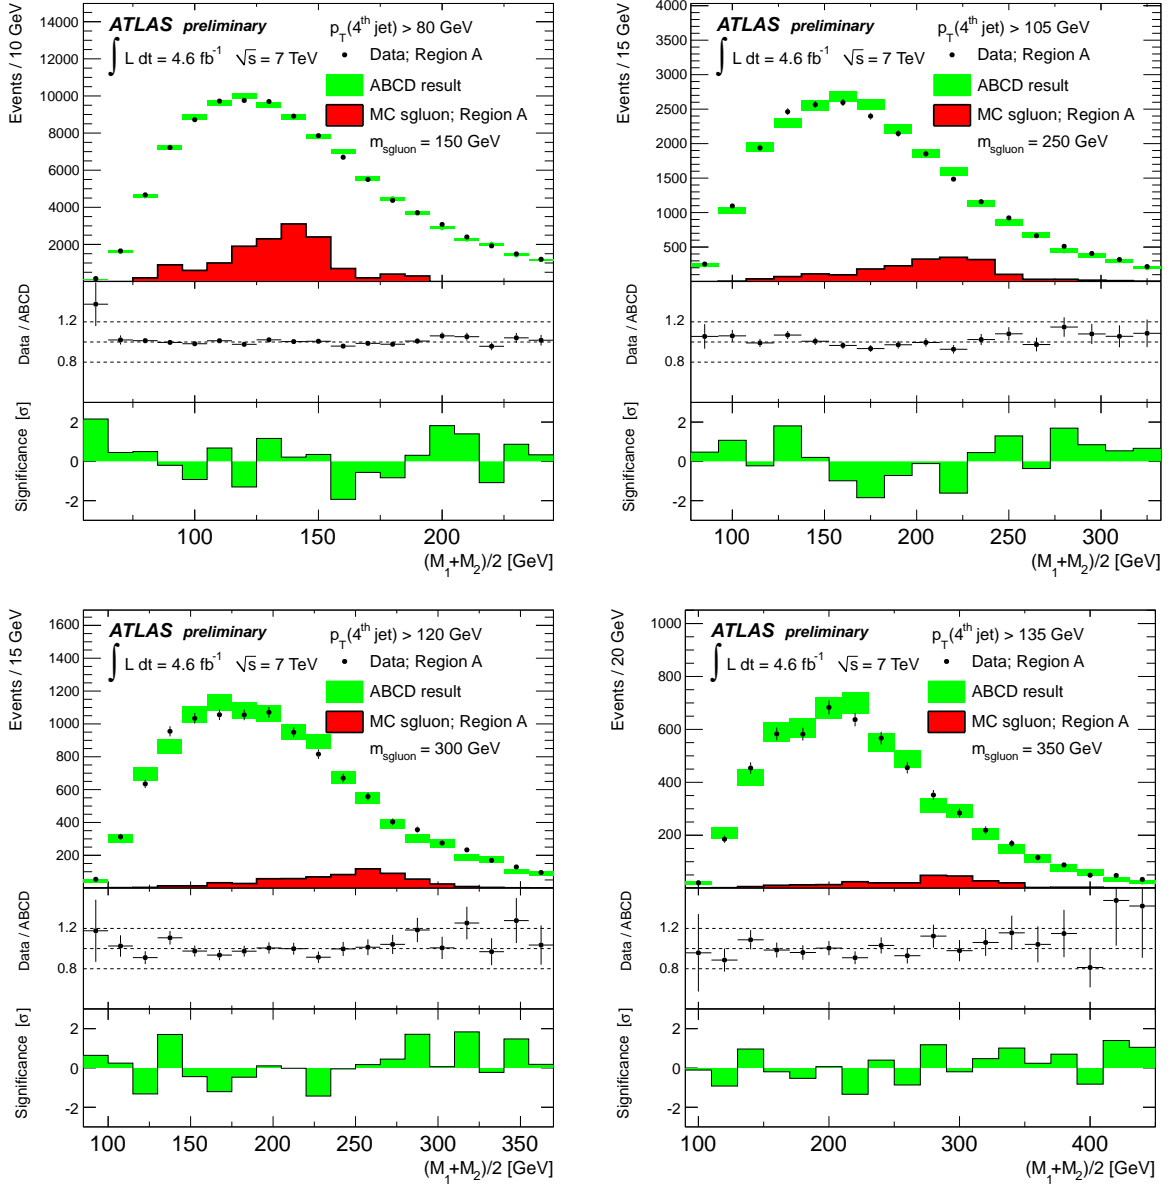 Events / 10 GeV
14000
12000
10000
8000
6000
4000
2000
ATLAS preliminary
∫ L dt = 4.6 fb⁻¹ √s = 7 TeV
p_T(4th jet) > 80 GeV
Data; Region A
ABCD result
MC sgluon; Region A
m_sgluon = 150 GeV
Data / ABCD
1.2
1
0.8
Significance [σ]
2
0
-2
100 150 200
(M₁+M₂)/2 [GeV]
Events / 15 GeV
4000
3500
3000
2500
2000
1500
1000
500
ATLAS preliminary
∫ L dt = 4.6 fb⁻¹ √s = 7 TeV
p_T(4th jet) > 105 GeV
Data; Region A
ABCD result
MC sgluon; Region A
m_sgluon = 250 GeV
Data / ABCD
1.2
1
0.8
Significance [σ]
2
0
-2
100 150 200 250 300
(M₁+M₂)/2 [GeV]
Events / 15 GeV
1600
1400
1200
1000
800
600
400
200
ATLAS preliminary
∫ L dt = 4.6 fb⁻¹ √s = 7 TeV
p_T(4th jet) > 120 GeV
Data; Region A
ABCD result
MC sgluon; Region A
m_sgluon = 300 GeV
Data / ABCD
1.2
1
0.8
Significance [σ]
2
0
-2
100 150 200 250 300 350
(M₁+M₂)/2 [GeV]
Events / 20 GeV
1000
800
600
400
200
ATLAS preliminary
∫ L dt = 4.6 fb⁻¹ √s = 7 TeV
p_T(4th jet) > 135 GeV
Data; Region A
ABCD result
MC sgluon; Region A
m_sgluon = 350 GeV
Data / ABCD
1.2
1
0.8
Significance [σ]
2
0
-2
100 200 300 400
(M₁+M₂)/2 [GeV]